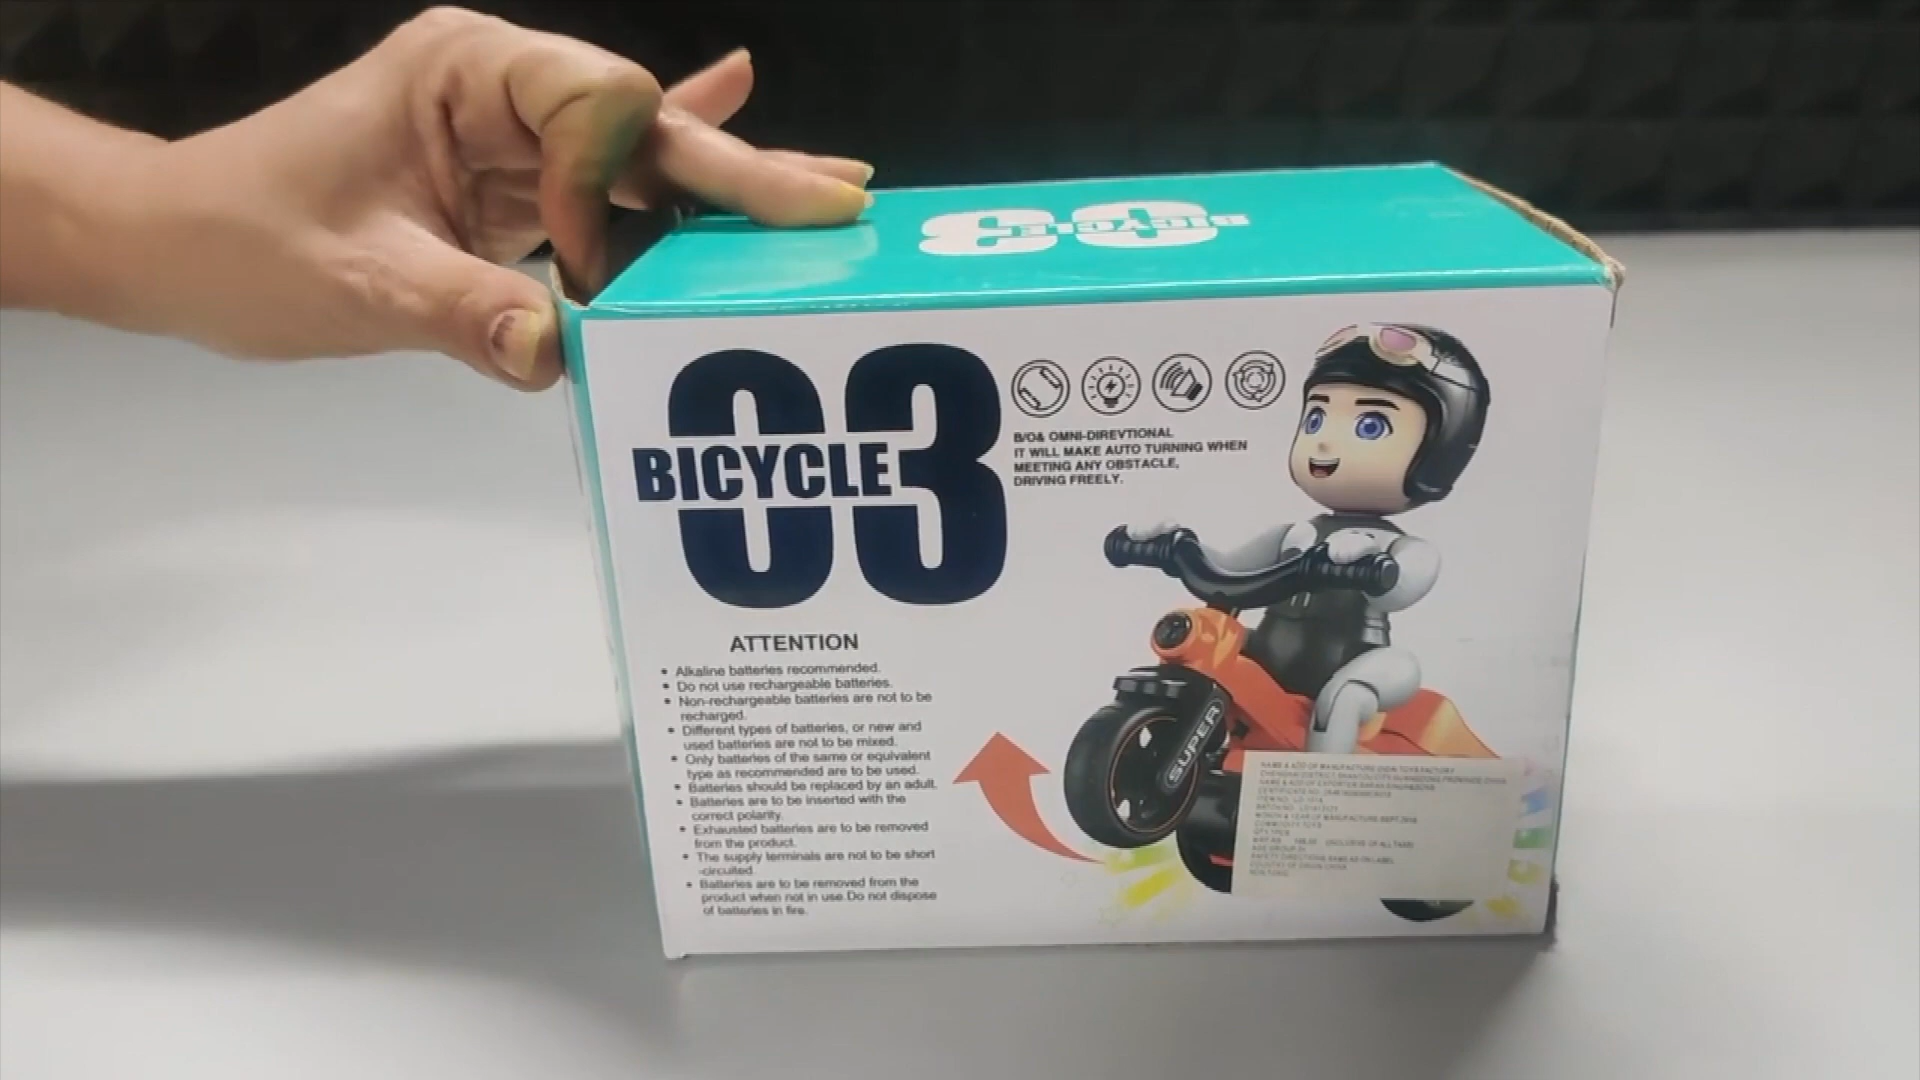 03
BICYCLE
03
BICYCLE
B/O& OMNI-DIREVTIONAL
IT WILL MAKE AUTO TURNING WHEN
MEETING ANY OBSTACLE,
DRIVING FREELY.
ATTENTION
• Alkaline batteries recommended.
• Do not use rechargeable batteries.
• Non-rechargeable batteries are not to be
recharged.
• Different types of batteries, or new and
used batteries are not to be mixed.
• Only batteries of the same or equivalent
type as recommended are to be used.
• Batteries should be replaced by an adult.
• Batteries are to be inserted with the
correct polarity.
• Exhausted batteries are to be removed
from the product.
• The supply terminals are not to be short
-circuited.
• Batteries are to be removed from the
product when not in use.Do not dispose
of batteries in fire.
SUPER
NAME & ADD OF MANUFACTURE